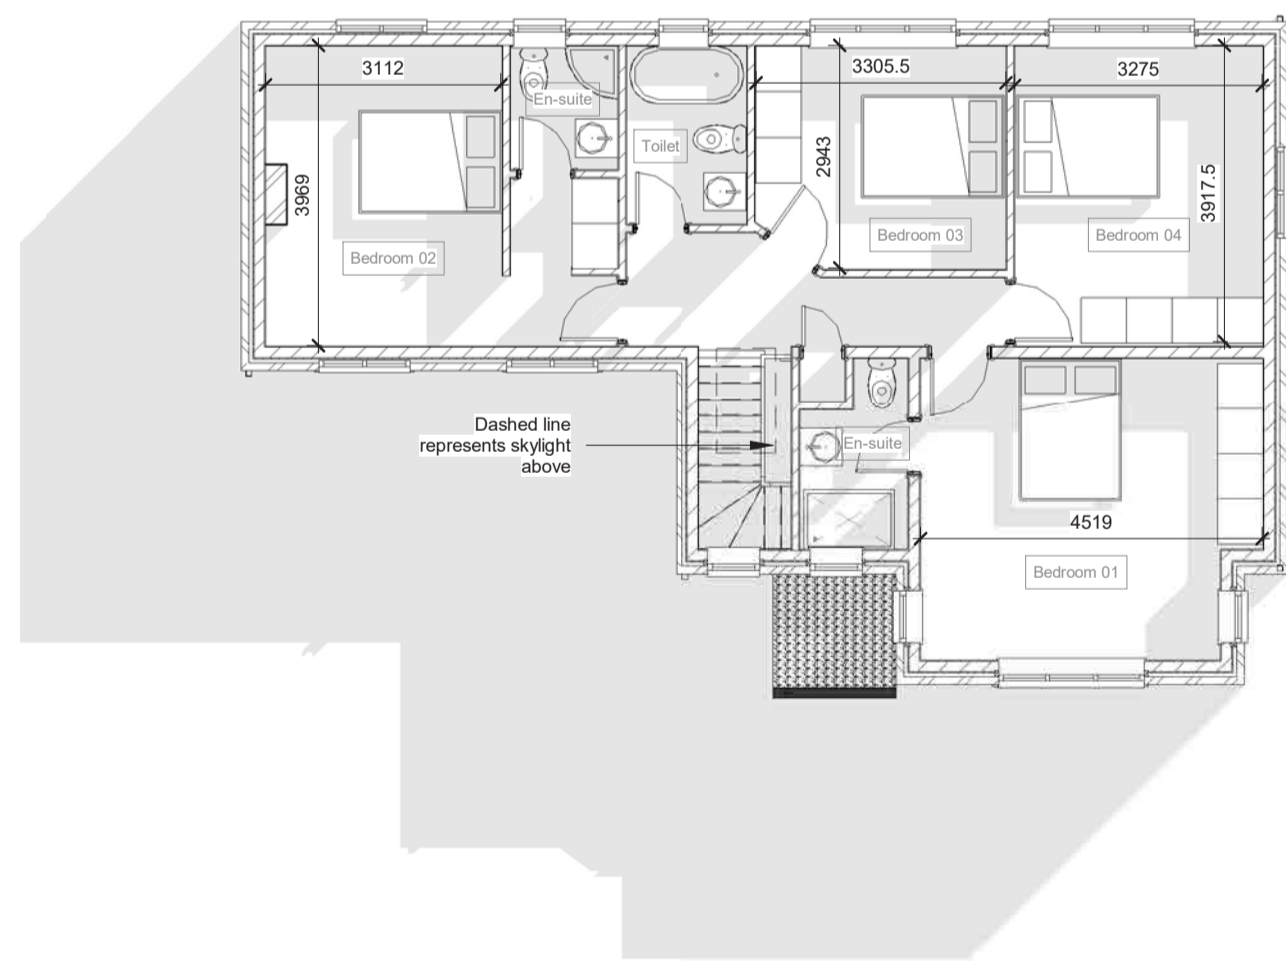 3112
3305.5
3275
En-suite
Toilet
2943
3969
3917.5
Bedroom 02
Bedroom 03
Bedroom 04
Dashed line
represents skylight
above
En-suite
4519
Bedroom 01